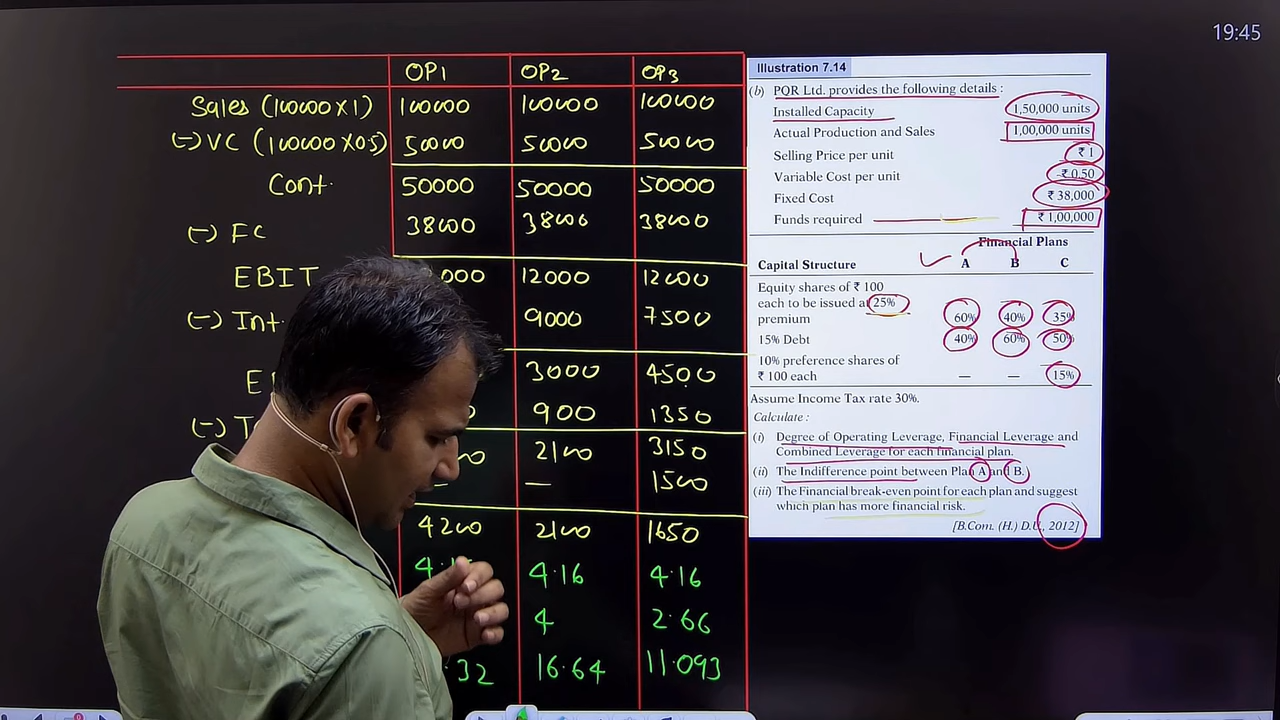 19:45
OP1 OP2 OP3
Sales (100000×1) 100000 100000 100000
(-) VC (100000×0.5) 50000 50000 50000
Cont. 50000 50000 50000
(-) FC 38000 38000 38000
EBIT 000 12000 12000
(-) Int. 9000 7500
3000 4500
(-) T 900 1350
2100 3150
— — 1500
4200 2100 1650
4.16 4.16
4 2.66
32 16.64 11.093
Illustration 7.14
(b) PQR Ltd. provides the following details :
Installed Capacity 1,50,000 units
Actual Production and Sales 1,00,000 units
Selling Price per unit ₹ 1
Variable Cost per unit ₹ 0.50
Fixed Cost ₹ 38,000
Funds required ₹ 1,00,000
Financial Plans
Capital Structure A B C
Equity shares of ₹ 100
each to be issued at 25%
premium 60% 40% 35%
15% Debt 40% 60% 50%
10% preference shares of
₹ 100 each — — 15%
Assume Income Tax rate 30%.
Calculate :
(i) Degree of Operating Leverage, Financial Leverage and
Combined Leverage for each financial plan.
(ii) The Indifference point between Plan A and B.
(iii) The Financial break-even point for each plan and suggest
which plan has more financial risk.
[B.Com. (H.) D.U., 2012]